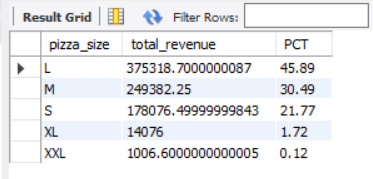 Result Grid Filter Rows:
pizza_size total_revenue PCT
L 375318.7000000087 45.89
M 249382.25 30.49
S 178076.49999999843 21.77
XL 14076 1.72
XXL 1006.6000000000005 0.12